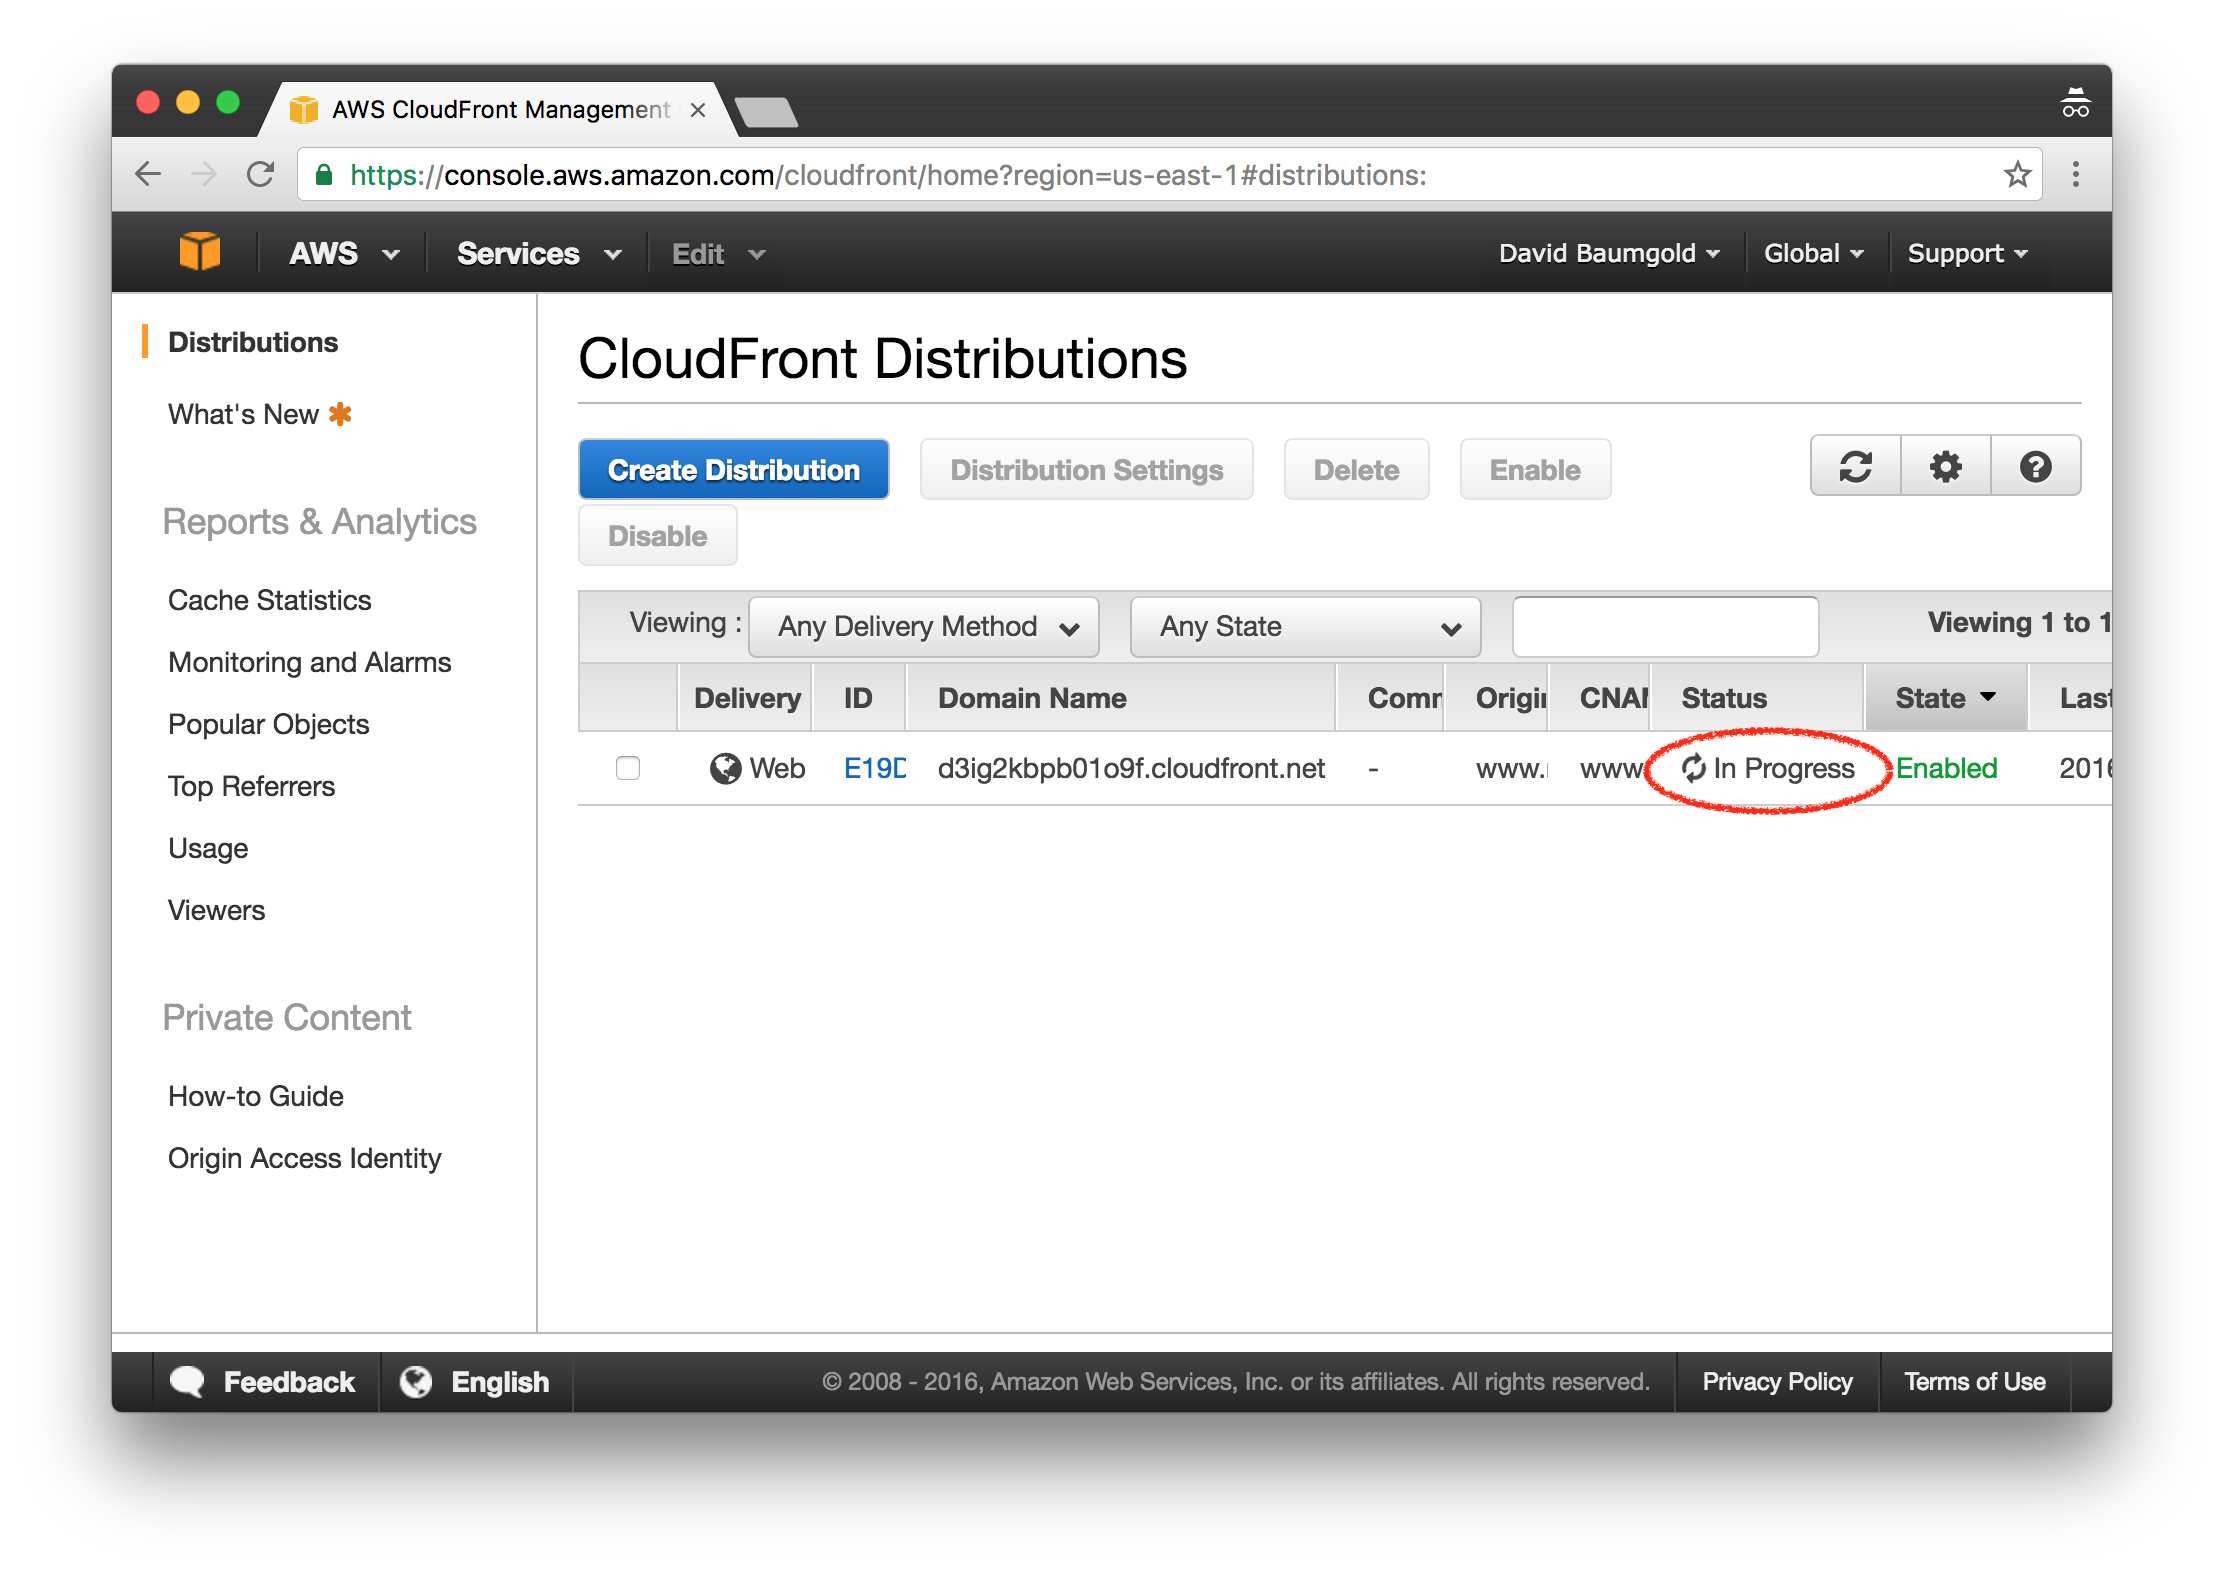 AWS CloudFront Management
https://console.aws.amazon.com/cloudfront/home?region=us-east-1#distributions:
AWS Services Edit David Baumgold Global Support
Distributions
What's New
Reports & Analytics
Cache Statistics
Monitoring and Alarms
Popular Objects
Top Referrers
Usage
Viewers
Private Content
How-to Guide
Origin Access Identity
CloudFront Distributions
Create Distribution Distribution Settings Delete Enable
Disable
Viewing : Any Delivery Method Any State Viewing 1 to 1
Delivery ID Domain Name Status State Last
Web E19D d3ig2kbpb01o9f.cloudfront.net - www. www. In Progress Enabled 2016
Feedback English © 2008 - 2016, Amazon Web Services, Inc. or its affiliates. All rights reserved. Privacy Policy Terms of Use